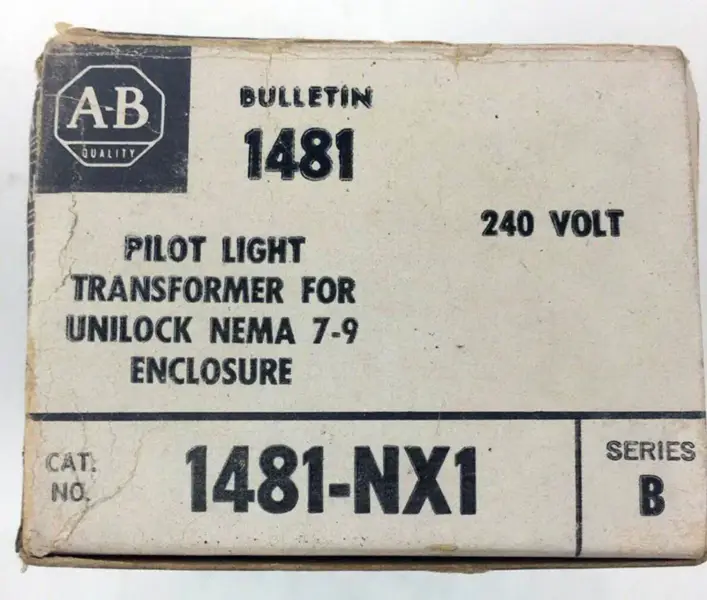 A-B
QUALITY
BULLETIN
1481
240 VOLT
PILOT LIGHT
TRANSFORMER FOR
UNILOCK NEMA 7-9
ENCLOSURE
CAT.
NO.
1481-NX1
SERIES
B